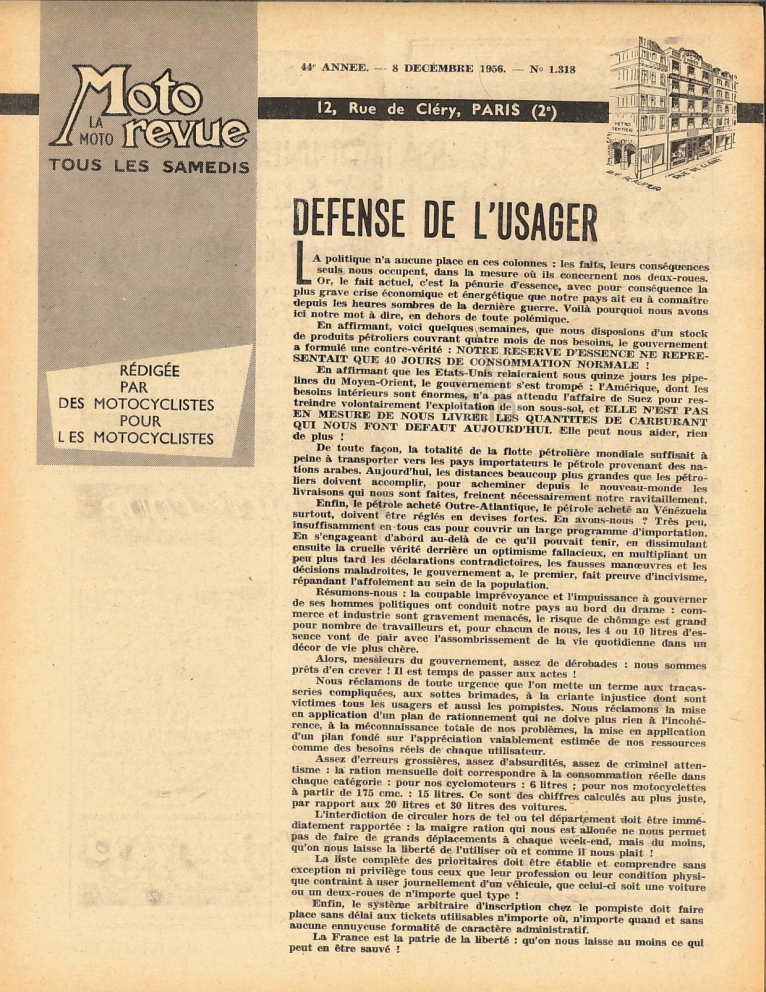 44e ANNEE. — 8 DECEMBRE 1956. — No 1.318
12, Rue de Cléry, PARIS (2e)
Moto
LA
MOTO
revue
TOUS LES SAMEDIS
METRO
SENTIER
RUE REAUMUR
RUE DE CLERY
RÉDIGÉE
PAR
DES MOTOCYCLISTES
POUR
LES MOTOCYCLISTES
DEFENSE DE L'USAGER
LA politique n'a aucune place en ces colonnes : les faits, leurs conséquences
seuls nous occupent, dans la mesure où ils concernent nos deux-roues.
Or, le fait actuel, c'est la pénurie d'essence, avec pour conséquence la
plus grave crise économique et énergétique que notre pays ait eu à connaître
depuis les heures sombres de la dernière guerre. Voilà pourquoi nous avons
ici notre mot à dire, en dehors de toute polémique.
En affirmant, voici quelques semaines, que nous disposions d'un stock
de produits pétroliers couvrant quatre mois de nos besoins, le gouvernement
a formulé une contre-vérité : NOTRE RESERVE D'ESSENCE NE REPRE-
SENTAIT QUE 40 JOURS DE CONSOMMATION NORMALE !
En affirmant que les Etats-Unis relaieraient sous quinze jours les pipe-
lines du Moyen-Orient, le gouvernement s'est trompé : l'Amérique, dont les
besoins intérieurs sont énormes, n'a pas attendu l'affaire de Suez pour res-
treindre volontairement l'exploitation de son sous-sol, et ELLE N'EST PAS
EN MESURE DE NOUS LIVRER LES QUANTITES DE CARBURANT
QUI NOUS FONT DEFAUT AUJOURD'HUI. Elle peut nous aider, rien
de plus !
De toute façon, la totalité de la flotte pétrolière mondiale suffisait à
peine à transporter vers les pays importateurs le pétrole provenant des na-
tions arabes. Aujourd'hui, les distances beaucoup plus grandes que les pétro-
liers doivent accomplir, pour acheminer depuis le nouveau-monde les
livraisons qui nous sont faites, freinent nécessairement notre ravitaillement.
Enfin, le pétrole acheté Outre-Atlantique, le pétrole acheté au Vénézuela
surtout, doivent être réglés en devises fortes. En avons-nous ? Très peu,
insuffisamment en tous cas pour couvrir un large programme d'importation.
En s'engageant d'abord au-delà de ce qu'il pouvait tenir, en dissimulant
ensuite la cruelle vérité derrière un optimisme fallacieux, en multipliant un
peu plus tard les déclarations contradictoires, les fausses manœuvres et les
décisions maladroites, le gouvernement a, le premier, fait preuve d'incivisme,
répandant l'affolement au sein de la population.
Résumons-nous : la coupable imprévoyance et l'impuissance à gouverner
de ses hommes politiques ont conduit notre pays au bord du drame : com-
merce et industrie sont gravement menacés, le risque de chômage est grand
pour nombre de travailleurs et, pour chacun de nous, les 4 ou 10 litres d'es-
sence vont de pair avec l'assombrissement de la vie quotidienne dans un
décor de vie plus chère.
Alors, messieurs du gouvernement, assez de dérobades : nous sommes
prêts d'en crever ! Il est temps de passer aux actes !
Nous réclamons de toute urgence que l'on mette un terme aux tracas-
series compliquées, aux sottes brimades, à la criante injustice dont sont
victimes tous les usagers et aussi les pompistes. Nous réclamons la mise
en application d'un plan de rationnement qui ne doive plus rien à l'incohé-
rence, à la méconnaissance totale de nos problèmes, la mise en application
d'un plan fondé sur l'appréciation valablement estimée de nos ressources
comme des besoins réels de chaque utilisateur.
Assez d'erreurs grossières, assez d'absurdités, assez de criminel atten-
tisme : la ration mensuelle doit correspondre à la consommation réelle dans
chaque catégorie : pour nos cyclomoteurs : 6 litres ; pour nos motocyclettes
à partir de 175 cmc. : 15 litres. Ce sont des chiffres calculés au plus juste,
par rapport aux 20 litres et 30 litres des voitures.
L'interdiction de circuler hors de tel ou tel département doit être immé-
diatement rapportée : la maigre ration qui nous est allouée ne nous permet
pas de faire de grands déplacements à chaque week-end, mais du moins,
qu'on nous laisse la liberté de l'utiliser où et comme il nous plait !
La liste complète des prioritaires doit être établie et comprendre sans
exception ni privilège tous ceux que leur profession ou leur condition physi-
que contraint à user journellement d'un véhicule, que celui-ci soit une voiture
ou un deux-roues de n'importe quel type !
Enfin, le système arbitraire d'inscription chez le pompiste doit faire
place sans délai aux tickets utilisables n'importe où, n'importe quand et sans
aucune ennuyeuse formalité de caractère administratif.
La France est la patrie de la liberté : qu'on nous laisse au moins ce qui
peut en être sauvé !